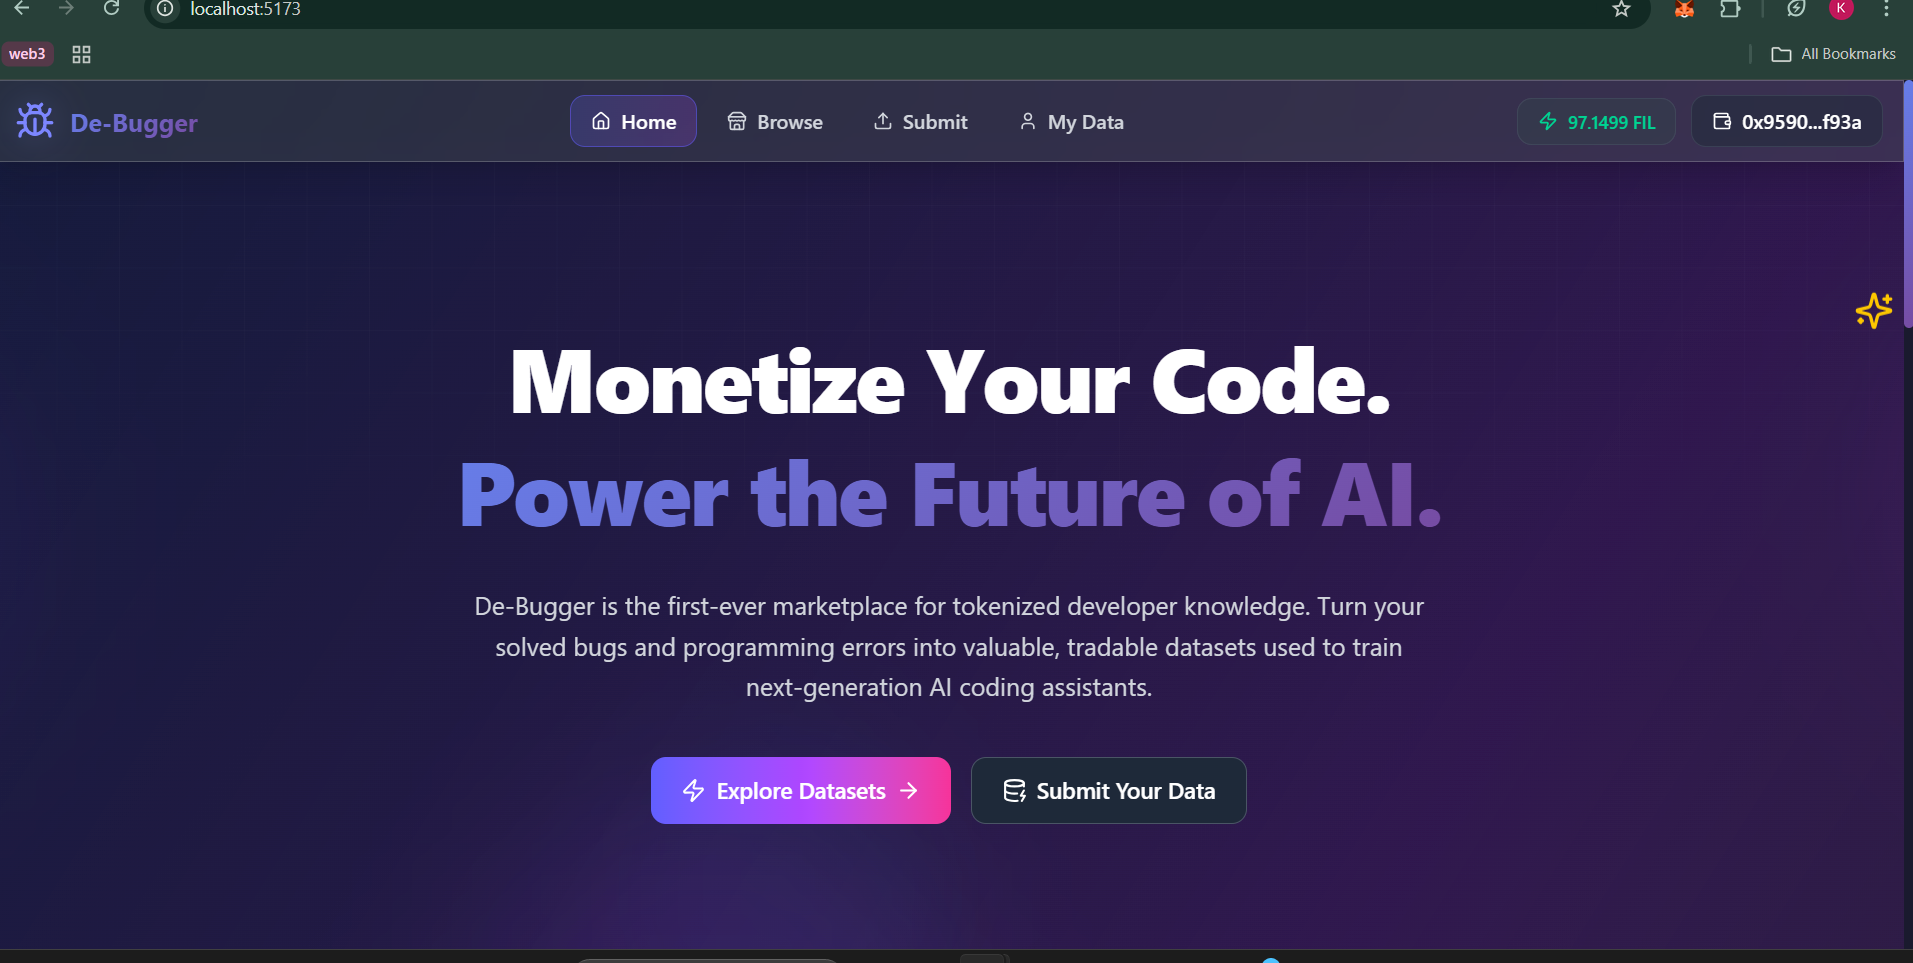 localhost:5173
K
web3
All Bookmarks
De-Bugger
Home
Browse
Submit
My Data
97.1499 FIL
0x9590...f93a
Monetize Your Code.
Power the Future of AI.
De-Bugger is the first-ever marketplace for tokenized developer knowledge. Turn your
solved bugs and programming errors into valuable, tradable datasets used to train
next-generation AI coding assistants.
Explore Datasets
Submit Your Data